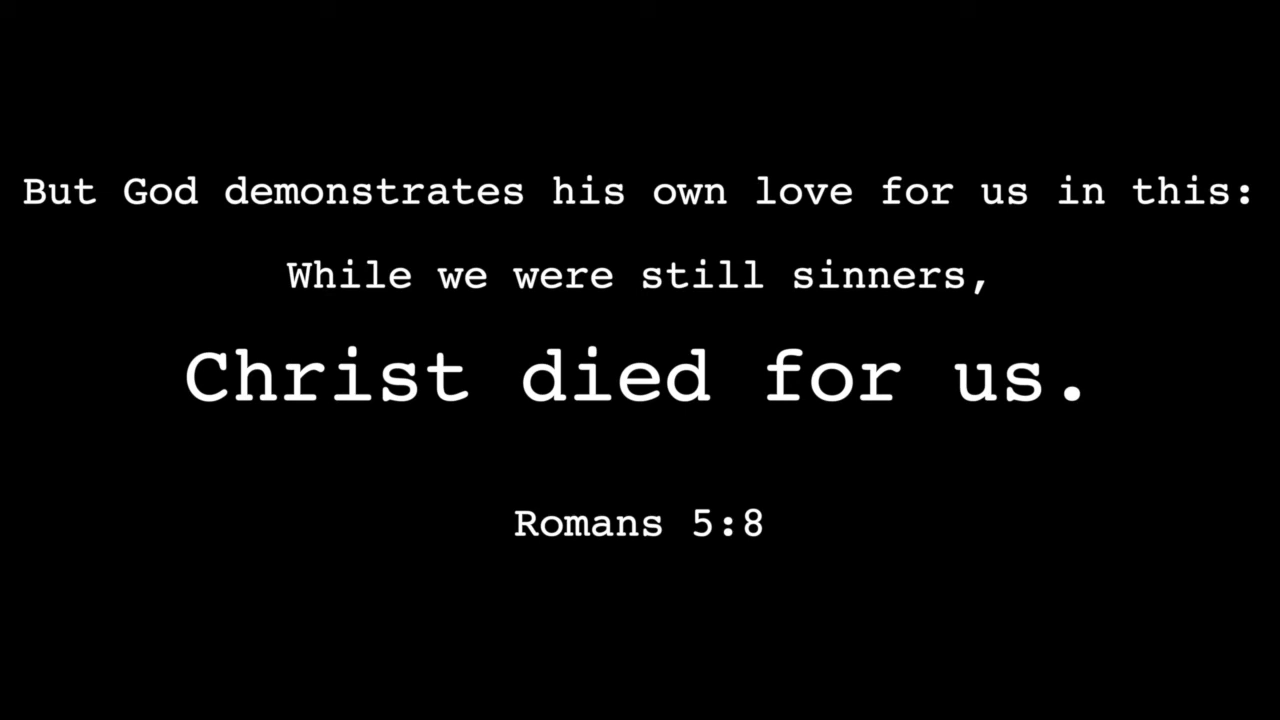 But God demonstrates his own love for us in this:
While we were still sinners,
Christ died for us.
Romans 5:8